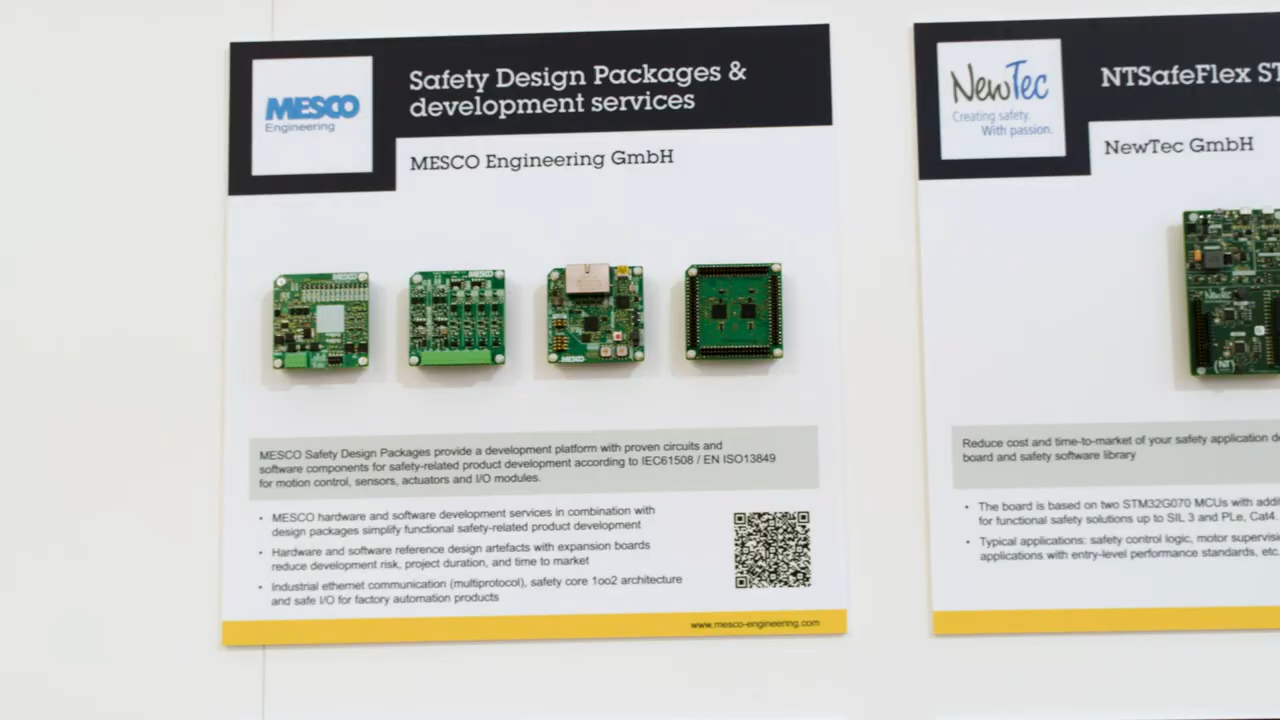 MESCO
Engineering
Safety Design Packages &
development services
MESCO Engineering GmbH
MESCO
MESCO
MESCO
MESCO Safety Design Packages provide a development platform with proven circuits and
software components for safety-related product development according to IEC61508 / EN ISO13849
for motion control, sensors, actuators and I/O modules.
• MESCO hardware and software development services in combination with
design packages simplify functional safety-related product development
• Hardware and software reference design artefacts with expansion boards
reduce development risk, project duration, and time to market
• Industrial ethernet communication (multiprotocol), safety core 1oo2 architecture
and safe I/O for factory automation products
www.mesco-engineering.com
NewTec
Creating safety.
With passion.
NTSafeFlex ST
NewTec GmbH
NewTec
Reduce cost and time-to-market of your safety application
board and safety software library
• The board is based on two STM32G070 MCUs with
for functional safety solutions up to SIL 3 and PLe, Cat4.
• Typical applications: safety control logic, motor
applications with entry-level performance standards, etc.